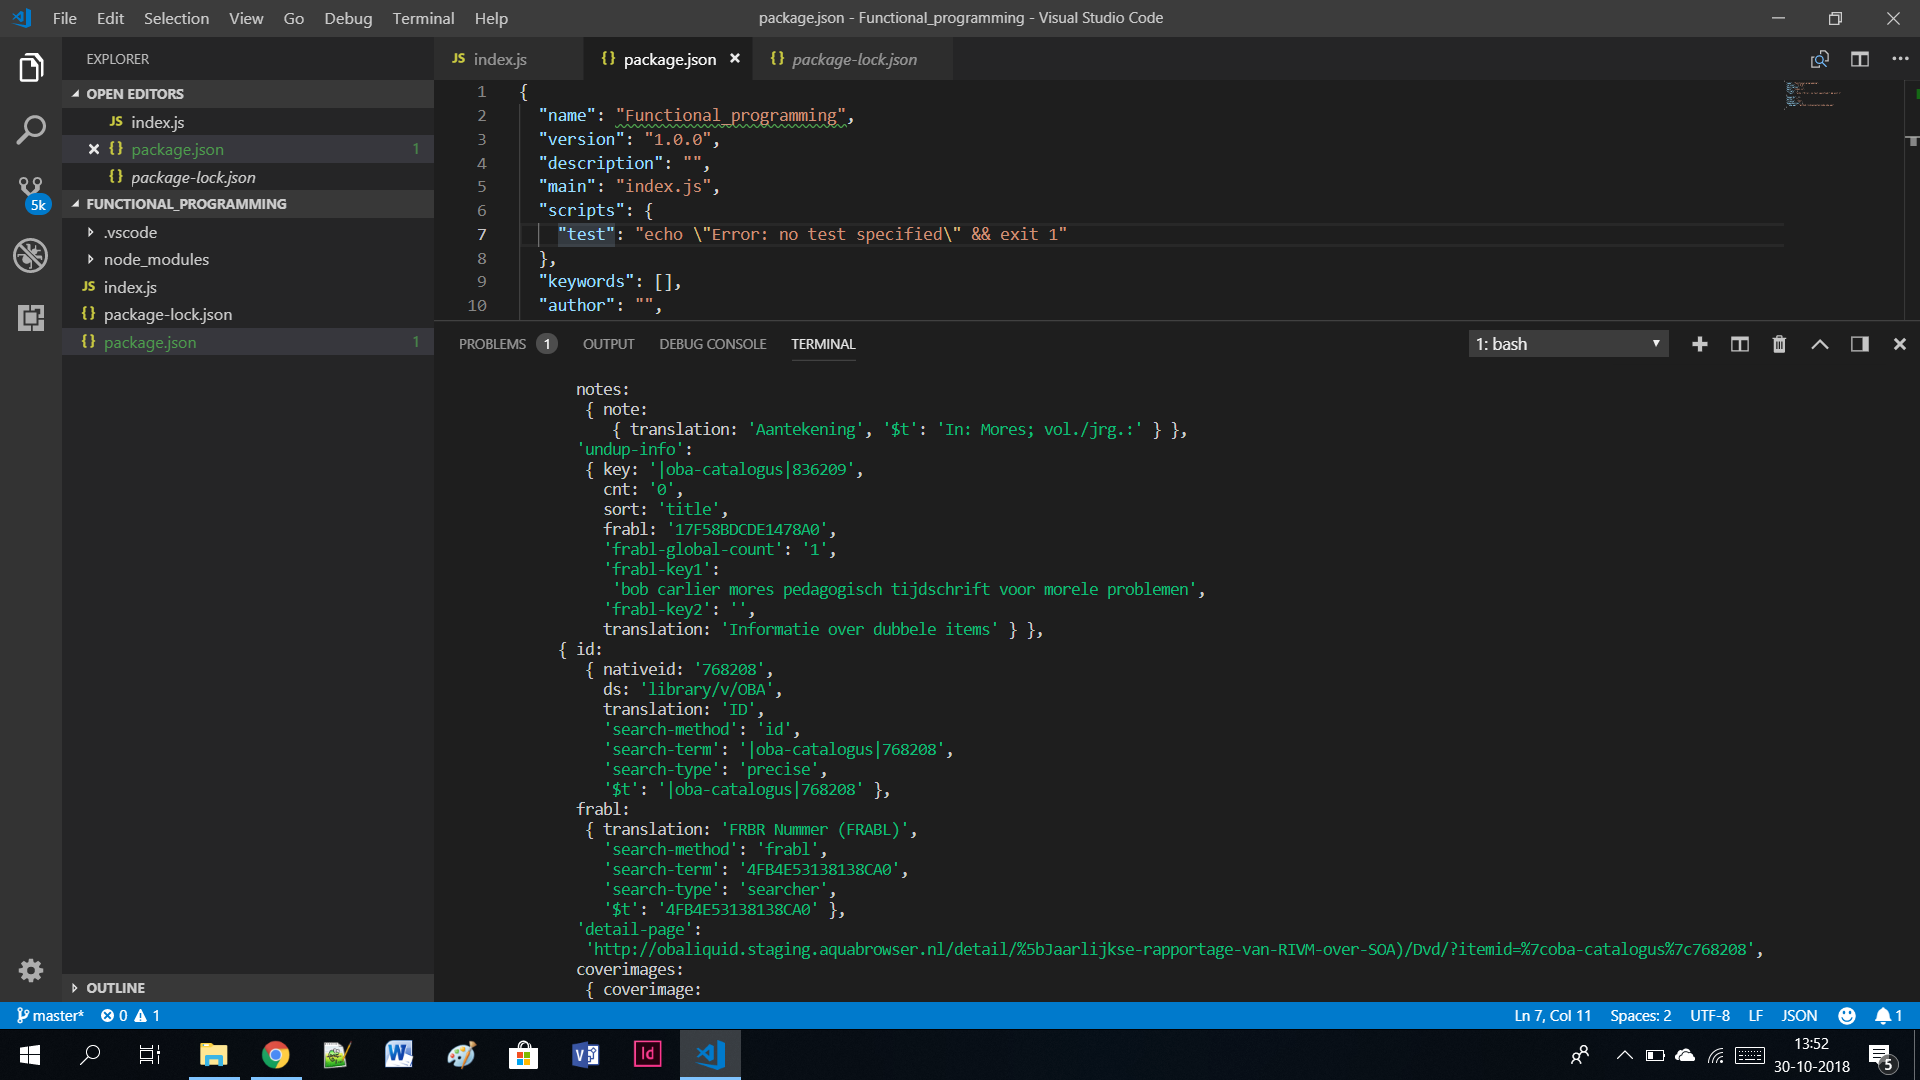 File Edit Selection View Go Debug Terminal Help
package.json - Functional_programming - Visual Studio Code
EXPLORER
OPEN EDITORS
JS index.js
{} package.json 1
{} package-lock.json
5k
FUNCTIONAL_PROGRAMMING
.vscode
node_modules
JS index.js
{} package-lock.json
{} package.json 1
OUTLINE
JS index.js
{} package.json
{} package-lock.json
1 {
2 "name": "Functional_programming",
3 "version": "1.0.0",
4 "description": "",
5 "main": "index.js",
6 "scripts": {
7 "test": "echo \"Error: no test specified\" && exit 1"
8 },
9 "keywords": [],
10 "author": "",
PROBLEMS 1 OUTPUT DEBUG CONSOLE TERMINAL
1: bash
notes:
{ note:
{ translation: 'Aantekening', '$t': 'In: Mores; vol./jrg.:' } },
'undup-info':
{ key: '|oba-catalogus|836209',
cnt: '0',
sort: 'title',
frabl: '17F58BDCDE1478A0',
'frabl-global-count': '1',
'frabl-key1':
'bob carlier mores pedagogisch tijdschrift voor morele problemen',
'frabl-key2': '',
translation: 'Informatie over dubbele items' } },
{ id:
{ nativeid: '768208',
ds: 'library/v/OBA',
translation: 'ID',
'search-method': 'id',
'search-term': '|oba-catalogus|768208',
'search-type': 'precise',
'$t': '|oba-catalogus|768208' },
frabl:
{ translation: 'FRBR Nummer (FRABL)',
'search-method': 'frabl',
'search-term': '4FB4E53138138CA0',
'search-type': 'searcher',
'$t': '4FB4E53138138CA0' },
'detail-page':
'http://obaliquid.staging.aquabrowser.nl/detail/%5bJaarlijkse-rapportage-van-RIVM-over-SOA)/Dvd/?itemid=%7coba-catalogus%7c768208',
coverimages:
{ coverimage:
master* 0 1
Ln 7, Col 11 Spaces: 2 UTF-8 LF JSON 1
W
V
Id
13:52
30-10-2018
5